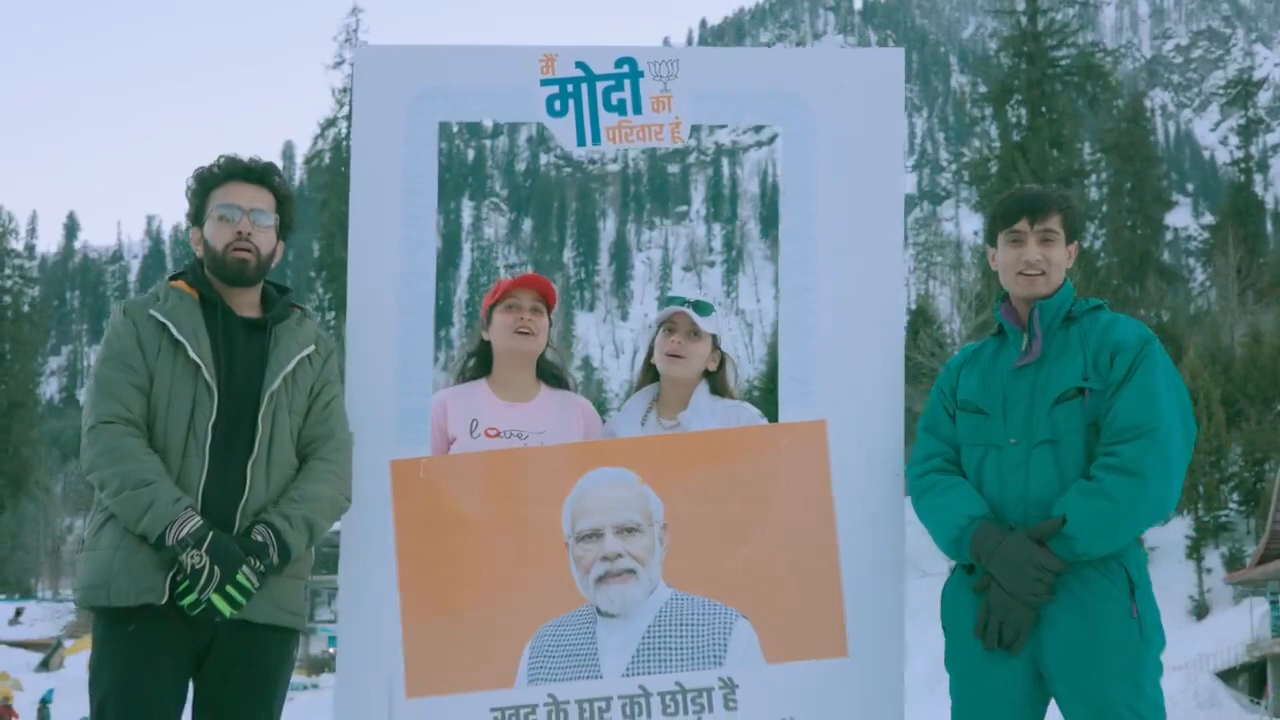 मैं
मोदी
का
परिवार हूं
love
खुद के घर को छोड़ा है